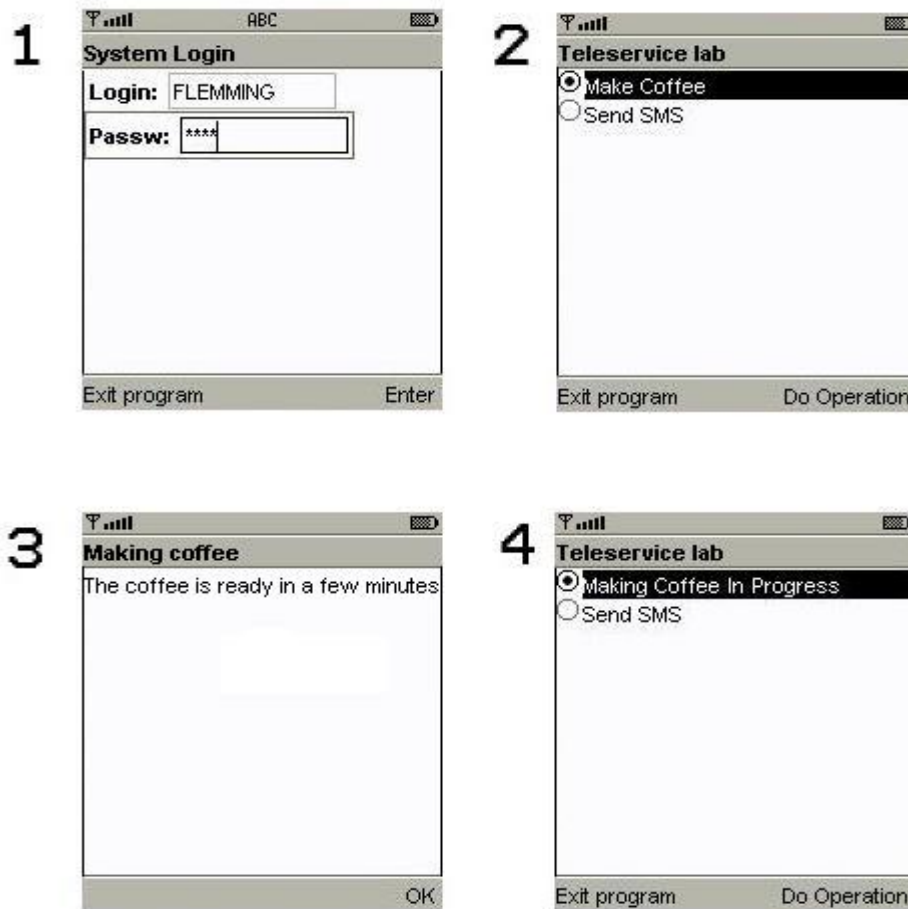 1
ABC
System Login
Login: FLEMMING
Passw: ****
Exit program Enter
2
Teleservice lab
Make Coffee
Send SMS
Exit program Do Operation
3
Making coffee
The coffee is ready in a few minutes
OK
4
Teleservice lab
Making Coffee In Progress
Send SMS
Exit program Do Operation